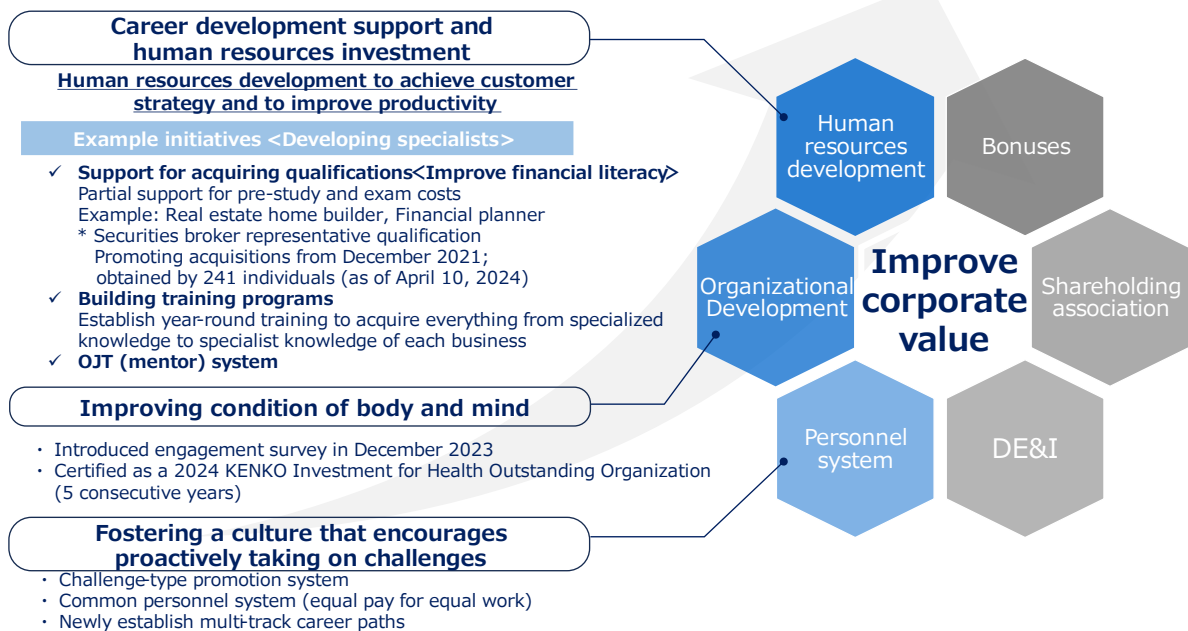 Career development support and
human resources investment
Human resources development to achieve customer
strategy and to improve productivity
Example initiatives <Developing specialists>
✓ Support for acquiring qualifications<Improve financial literacy>
Partial support for pre-study and exam costs
Example: Real estate home builder, Financial planner
* Securities broker representative qualification
Promoting acquisitions from December 2021;
obtained by 241 individuals (as of April 10, 2024)
✓ Building training programs
Establish year-round training to acquire everything from specialized
knowledge to specialist knowledge of each business
✓ OJT (mentor) system
Improving condition of body and mind
・ Introduced engagement survey in December 2023
・ Certified as a 2024 KENKO Investment for Health Outstanding Organization
(5 consecutive years)
Fostering a culture that encourages
proactively taking on challenges
・ Challenge-type promotion system
・ Common personnel system (equal pay for equal work)
・ Newly establish multi-track career paths
Human
resources
development
Bonuses
Organizational
Development
Improve
corporate
value
Shareholding
association
Personnel
system
DE&I